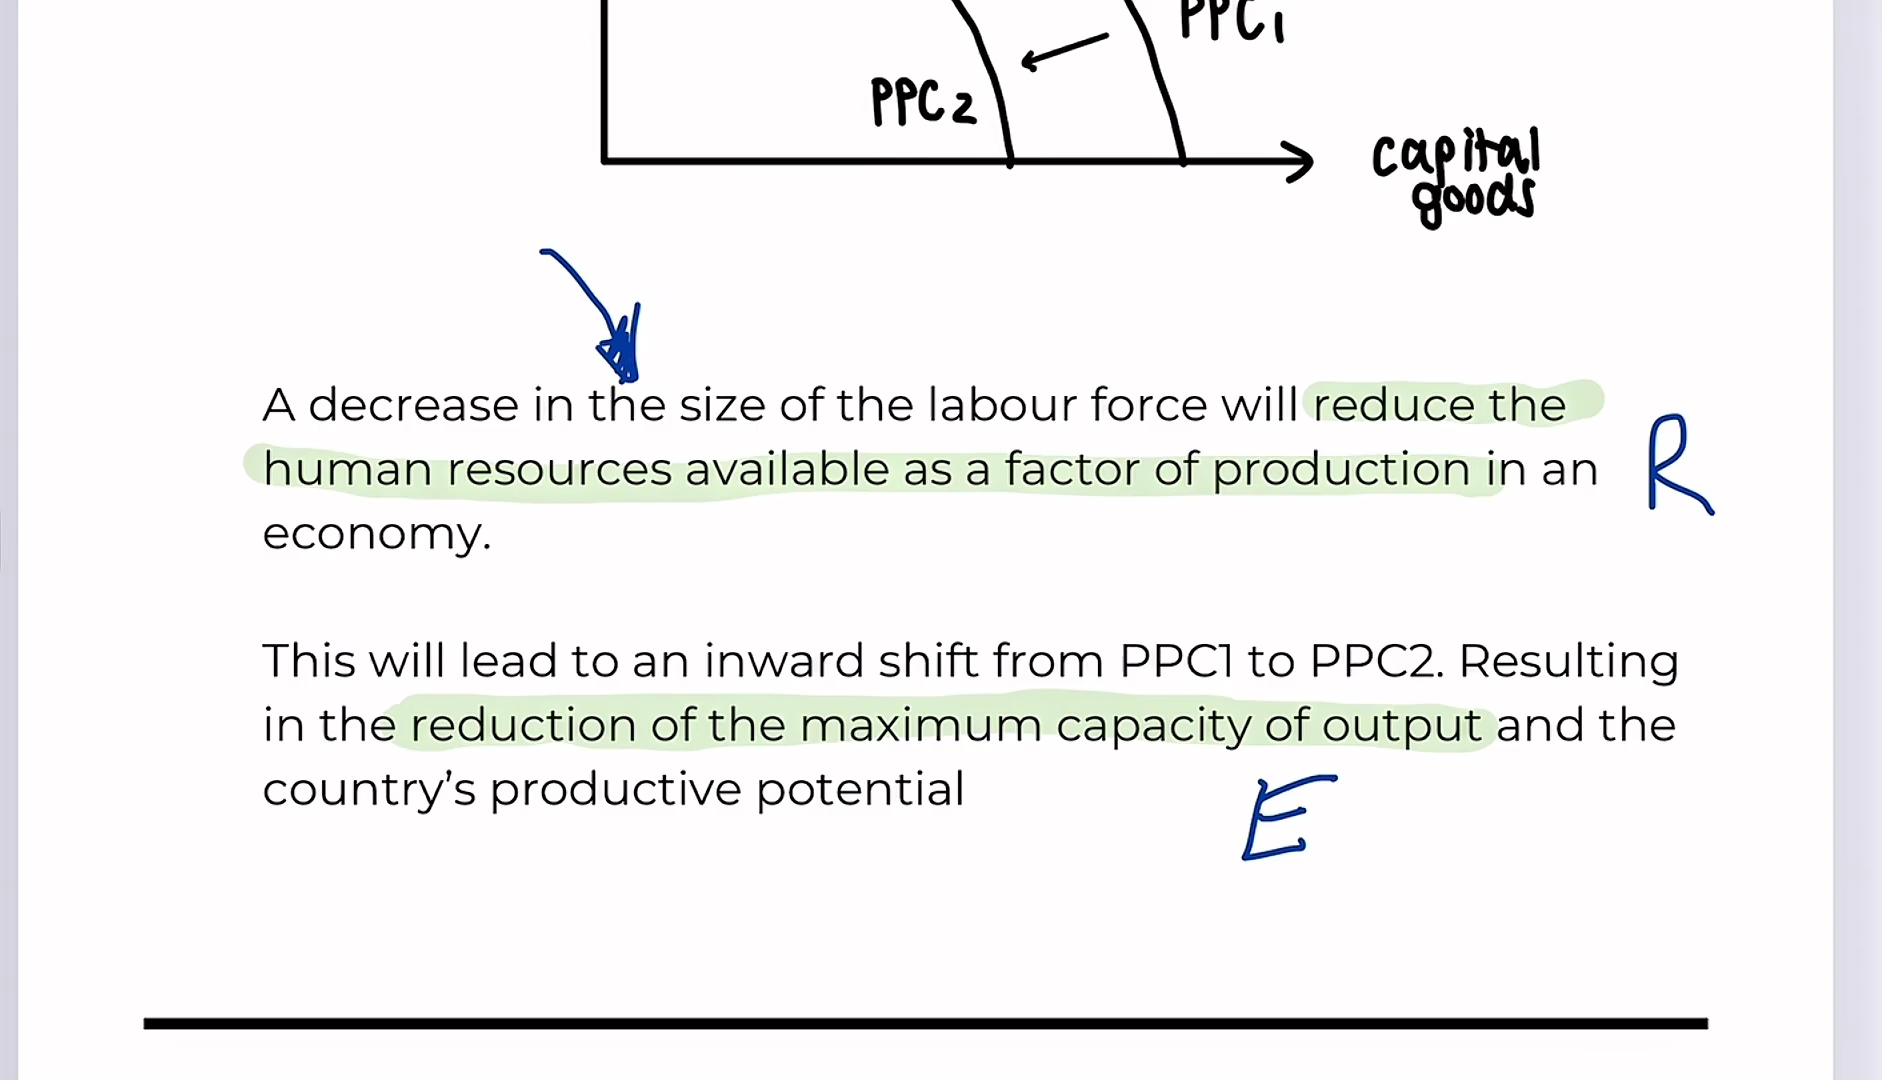 PPC1
PPC2
capital
goods
A decrease in the size of the labour force will reduce the
human resources available as a factor of production in an
economy.
R
This will lead to an inward shift from PPC1 to PPC2. Resulting
in the reduction of the maximum capacity of output and the
country’s productive potential
E